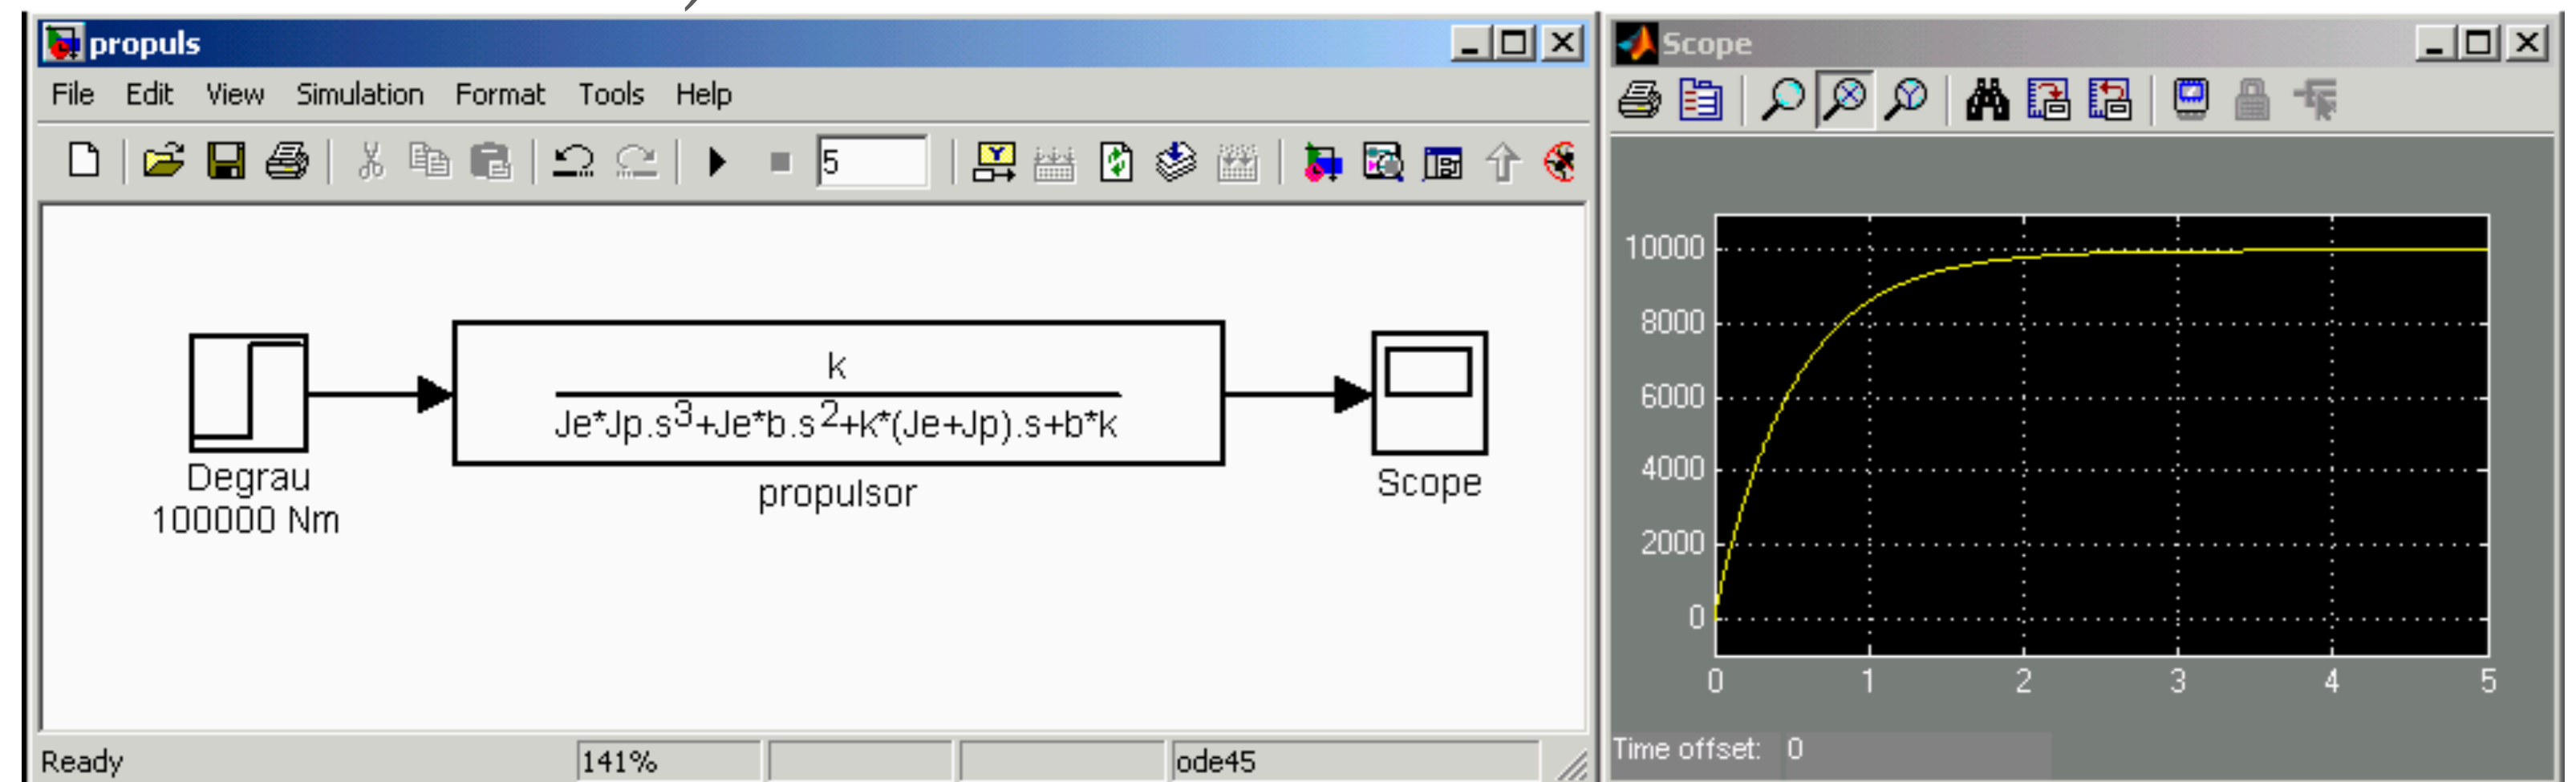 propuls
File Edit View Simulation Format Tools Help
5
k
Je*Jp.s3+Je*b.s2+k*(Je+Jp).s+b*k
Degrau
100000 Nm
propulsor
Scope
Ready 141% ode45
Scope
10000
8000
6000
4000
2000
0
0 1 2 3 4 5
Time offset: 0